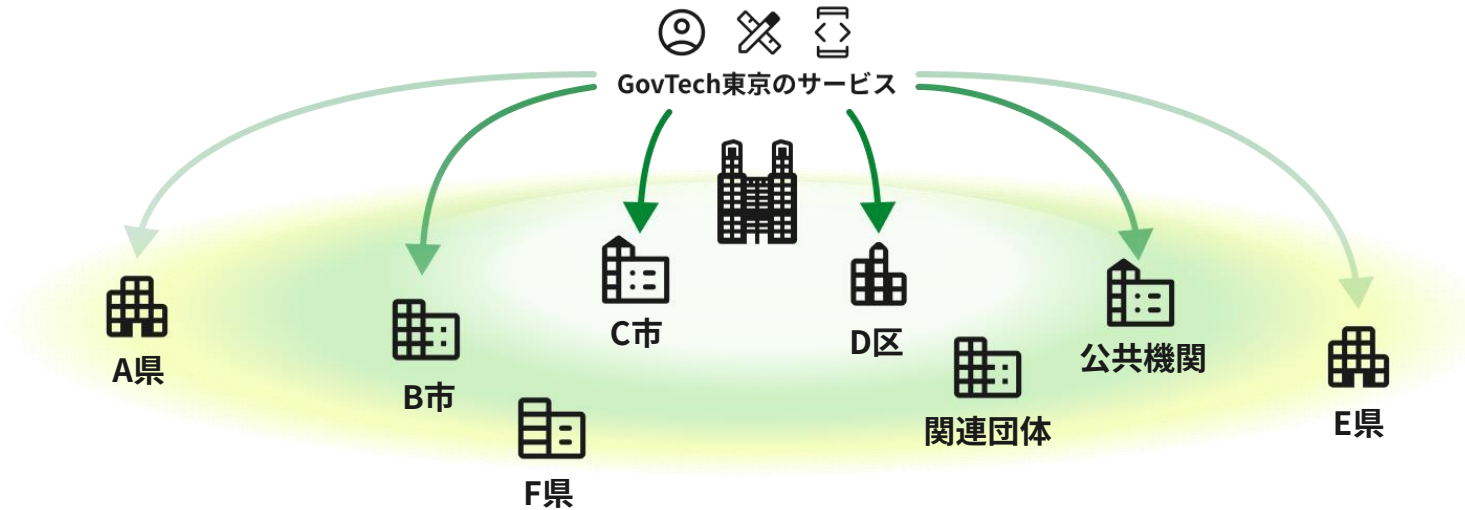 GovTech東京のサービス
C市
D区
公共機関
A県
B市
E県
関連団体
F県